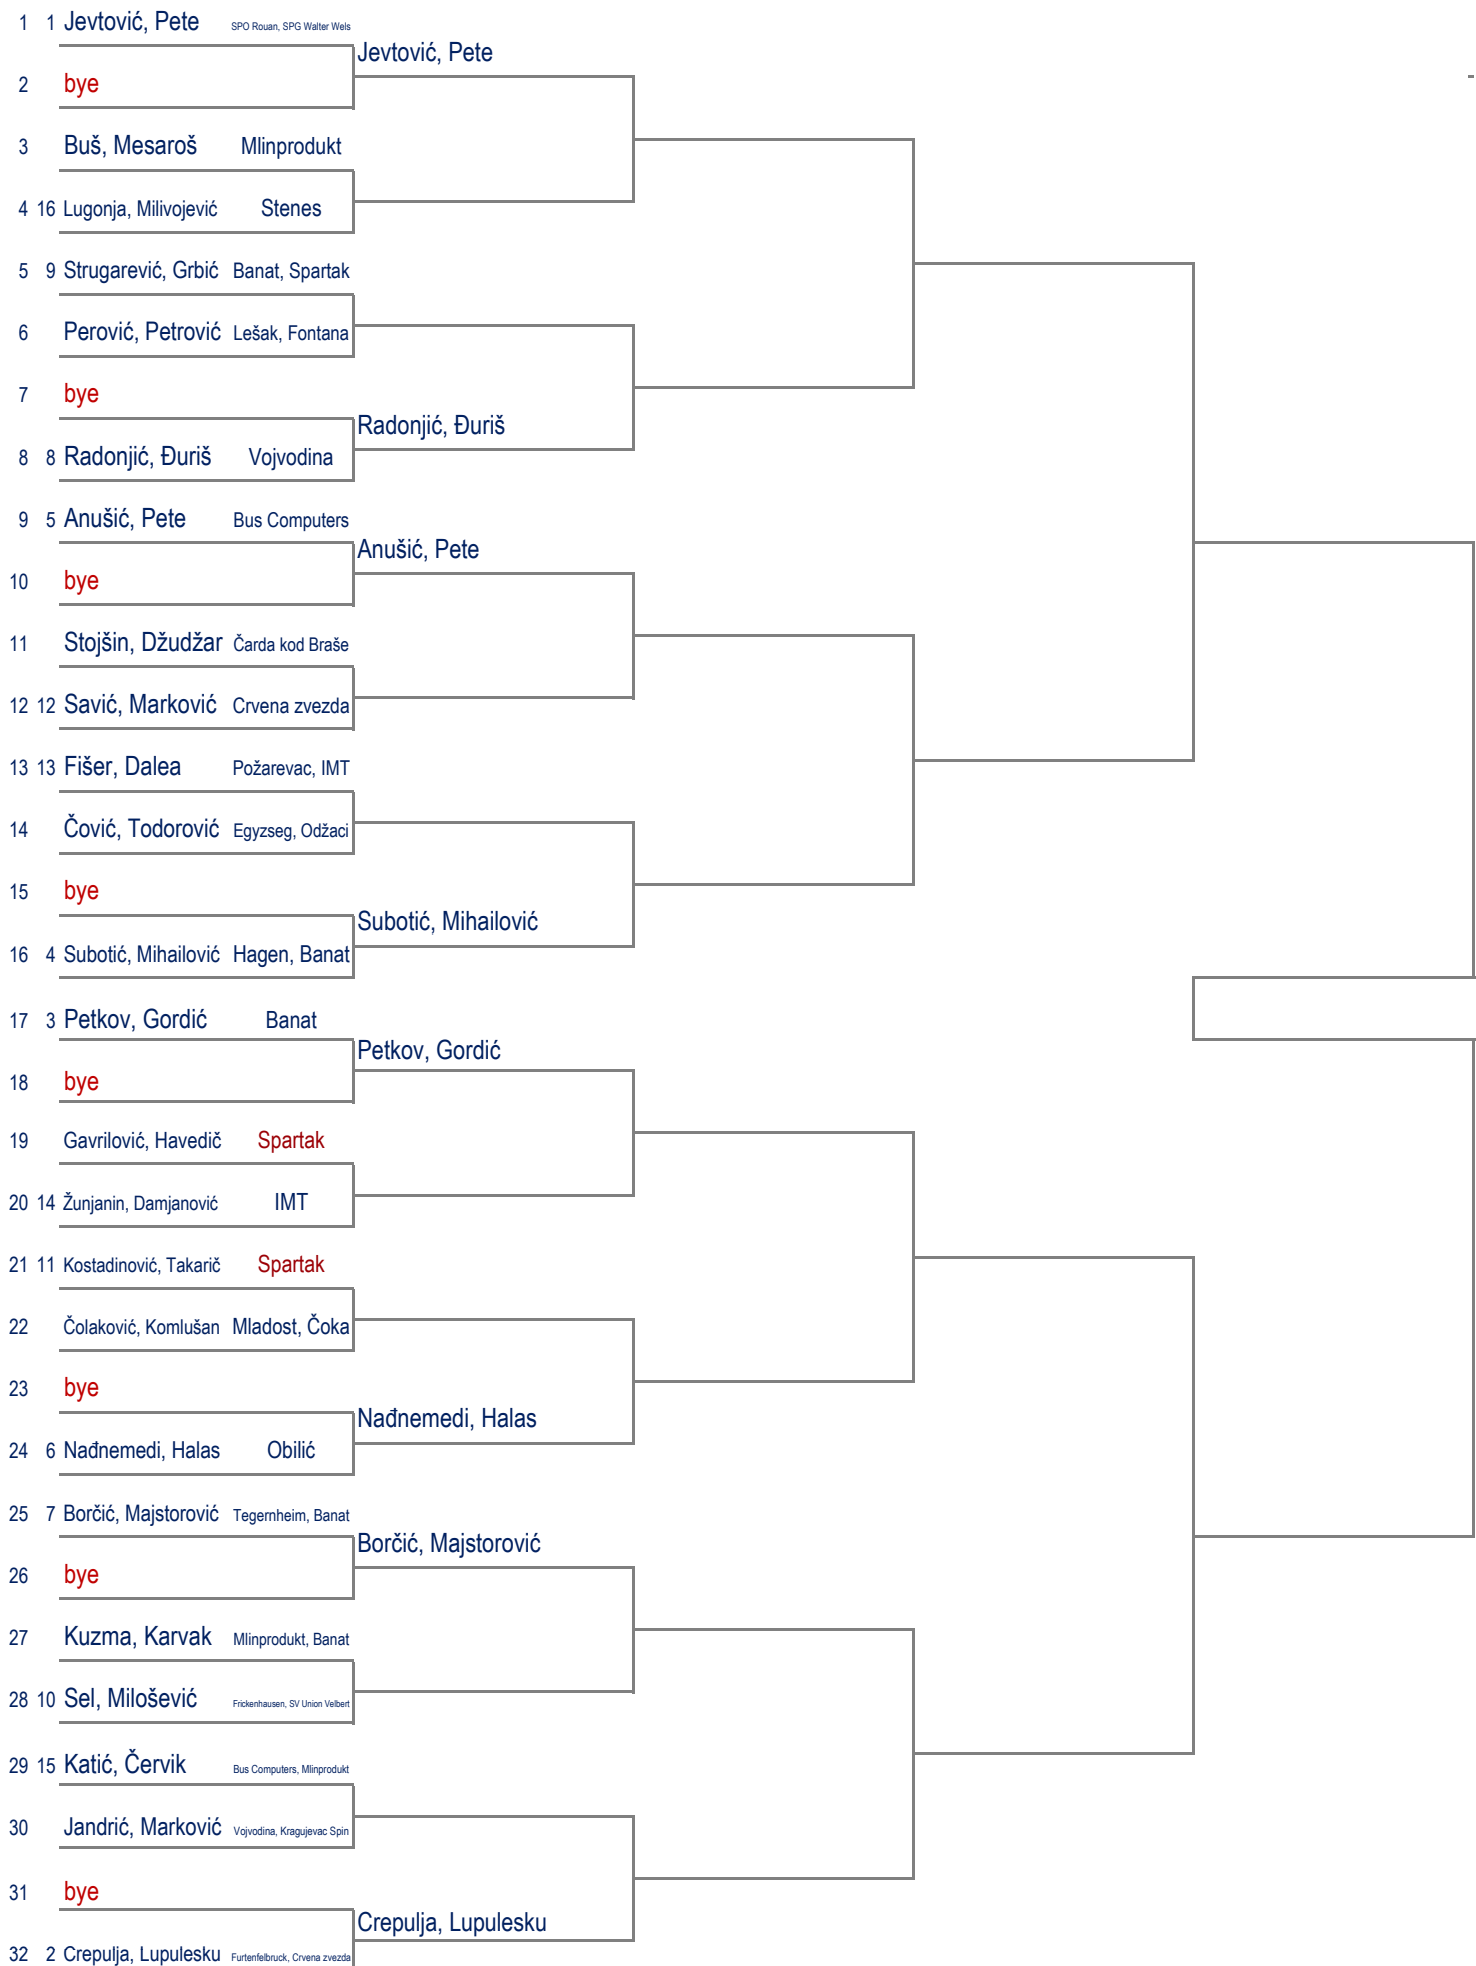 1 1 Jevtović, Pete SPO Rouan, SPG Walter Wels
Jevtović, Pete
2 bye
3 Buš, Mesaroš Mlinprodukt
4 16 Lugonja, Milivojević Stenes
5 9 Strugarević, Grbić Banat, Spartak
6 Perović, Petrović Lešak, Fontana
7 bye
Radonjić, Đuriš
8 8 Radonjić, Đuriš Vojvodina
9 5 Anušić, Pete Bus Computers
Anušić, Pete
10 bye
11 Stojšin, Džudžar Čarda kod Braše
12 12 Savić, Marković Crvena zvezda
13 13 Fišer, Dalea Požarevac, IMT
14 Čović, Todorović Egyzseg, Odžaci
15 bye
Subotić, Mihailović
16 4 Subotić, Mihailović Hagen, Banat
17 3 Petkov, Gordić Banat
Petkov, Gordić
18 bye
19 Gavrilović, Havedič Spartak
20 14 Žunjanin, Damjanović IMT
21 11 Kostadinović, Takarič Spartak
22 Čolaković, Komlušan Mladost, Čoka
23 bye
Nađnemedi, Halas
24 6 Nađnemedi, Halas Obilić
25 7 Borčić, Majstorović Tegernheim, Banat
Borčić, Majstorović
26 bye
27 Kuzma, Karvak Mlinprodukt, Banat
28 10 Sel, Milošević Frickenhausen, SV Union Velbert
29 15 Katić, Červik Bus Computers, Mlinprodukt
30 Jandrić, Marković Vojvodina, Kragujevac Spin
31 bye
Crepulja, Lupulesku
32 2 Crepulja, Lupulesku Furtenfelbruck, Crvena zvezda